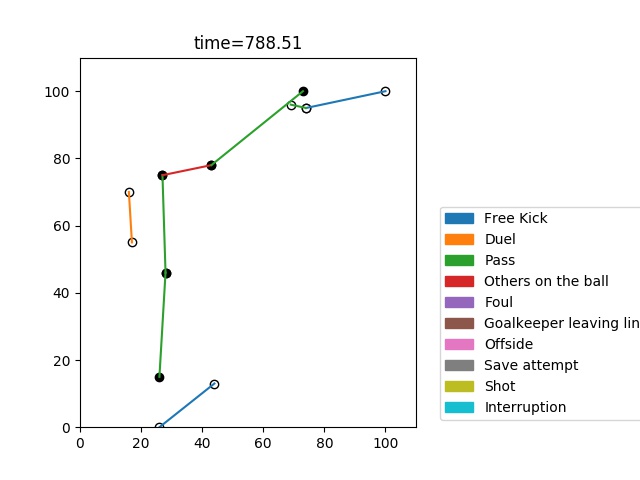 time=788.51
100
80
60
40
20
0
0 20 40 60 80 100
Free Kick
Duel
Pass
Others on the ball
Foul
Goalkeeper leaving lin
Offside
Save attempt
Shot
Interruption